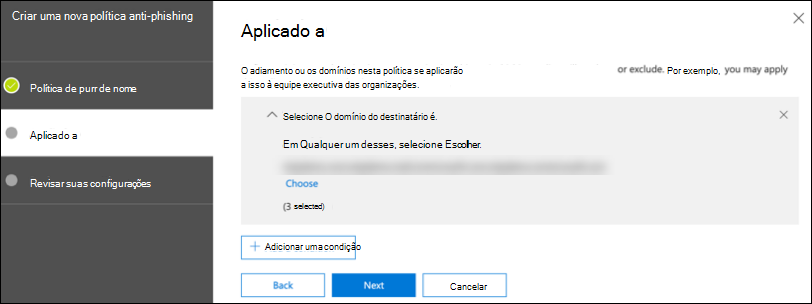 Criar uma nova política anti-phishing
Aplicado a
Política de purr de nome
O adiamento ou os domínios nesta política se aplicarão or exclude. Por exemplo, you may apply
a isso à equipe executiva das organizações.
Selecione O domínio do destinatário é.
Aplicado a
Em Qualquer um desses, selecione Escolher.
Revisar suas configurações
Choose
(3 selected)
+ Adicionar uma condição
Back
Next
Cancelar